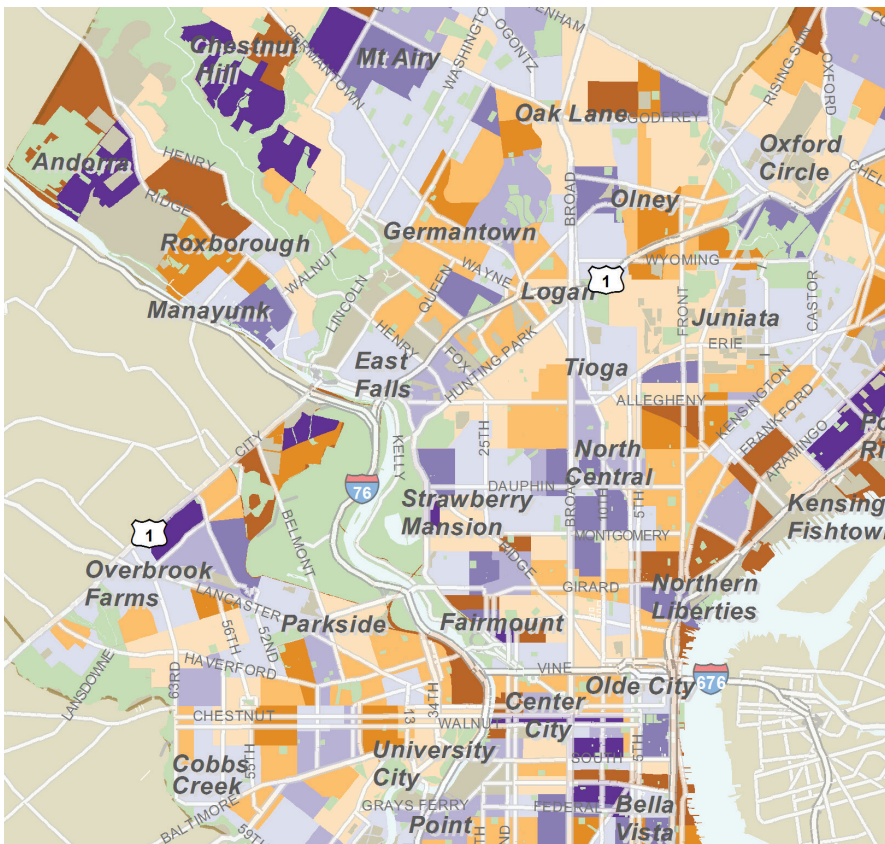 GERMANTOWN
WASHINGTON
OGONTZ
Chestnut
Hill
Mt Airy
RISING SUN
OXFORD
Oak Lane
GODFREY
Oxford
Circle
Andorra
HENRY
RIDGE
BROAD
Olney
Roxborough
WALNUT
Germantown
WAYNE
QUEEN
WYOMING
Logan
1
LINCOLN
Manayunk
HENRY
FOX
HUNTING PARK
FRONT
Juniata
CASTOR
ERIE
East
Falls
Tioga
ALLEGHENY
KENSINGTON
FRANKFORD
ARAMINGO
CITY
KELLY
25TH
North
Central
76
DAUPHIN
Strawberry
Mansion
BROAD
10TH
5TH
MONTGOMERY
1
BELMONT
RIDGE
GIRARD
Overbrook
Farms
LANCASTER
Northern
Liberties
Parkside
Fairmount
56TH
52ND
HAVERFORD
VINE
LANSDOWNE
63RD
Olde City
676
34TH
Center
City
CHESTNUT
WALNUT
5TH
University
City
SOUTH
Cobbs
Creek
55TH
GRAYS FERRY
FEDERAL
Bella
Vista
BALTIMORE
59TH
Point